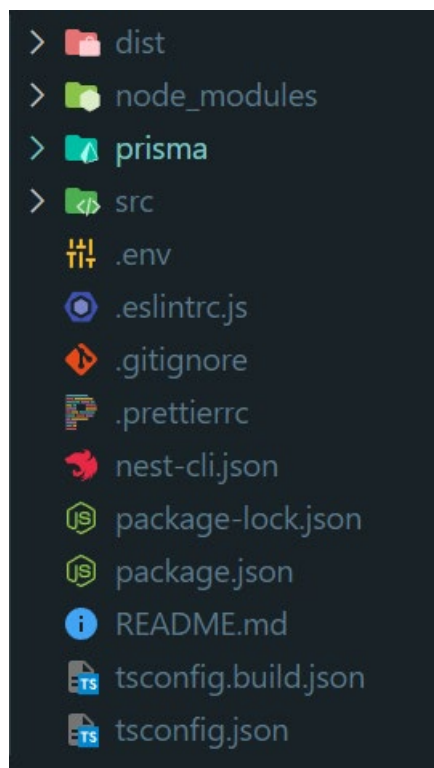 dist
node_modules
prisma
src
.env
.eslintrc.js
.gitignore
.prettierrc
nest-cli.json
package-lock.json
package.json
README.md
tsconfig.build.json
tsconfig.json